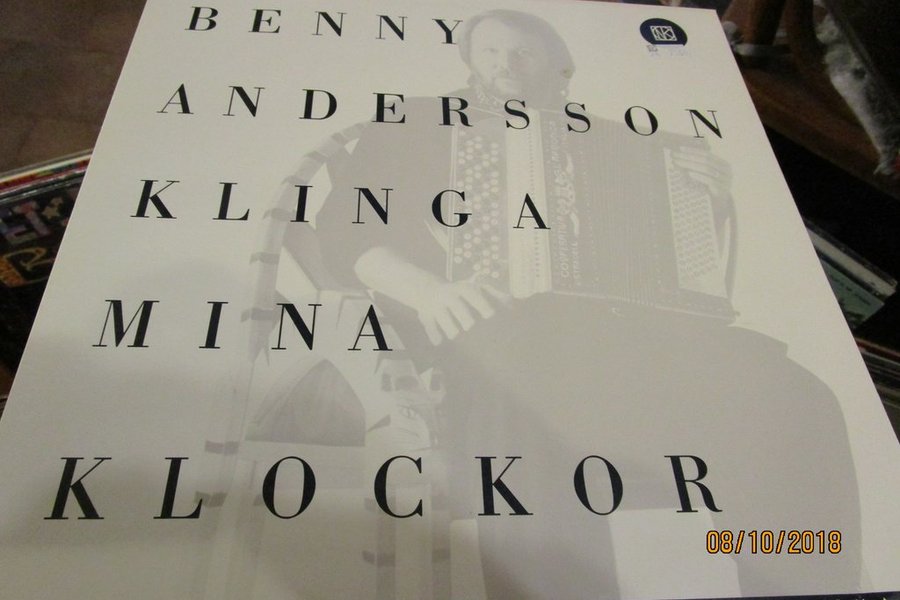 BENNY
ANDERSSON
KLINGA
MINA
KLOCKOR
08/10/2018